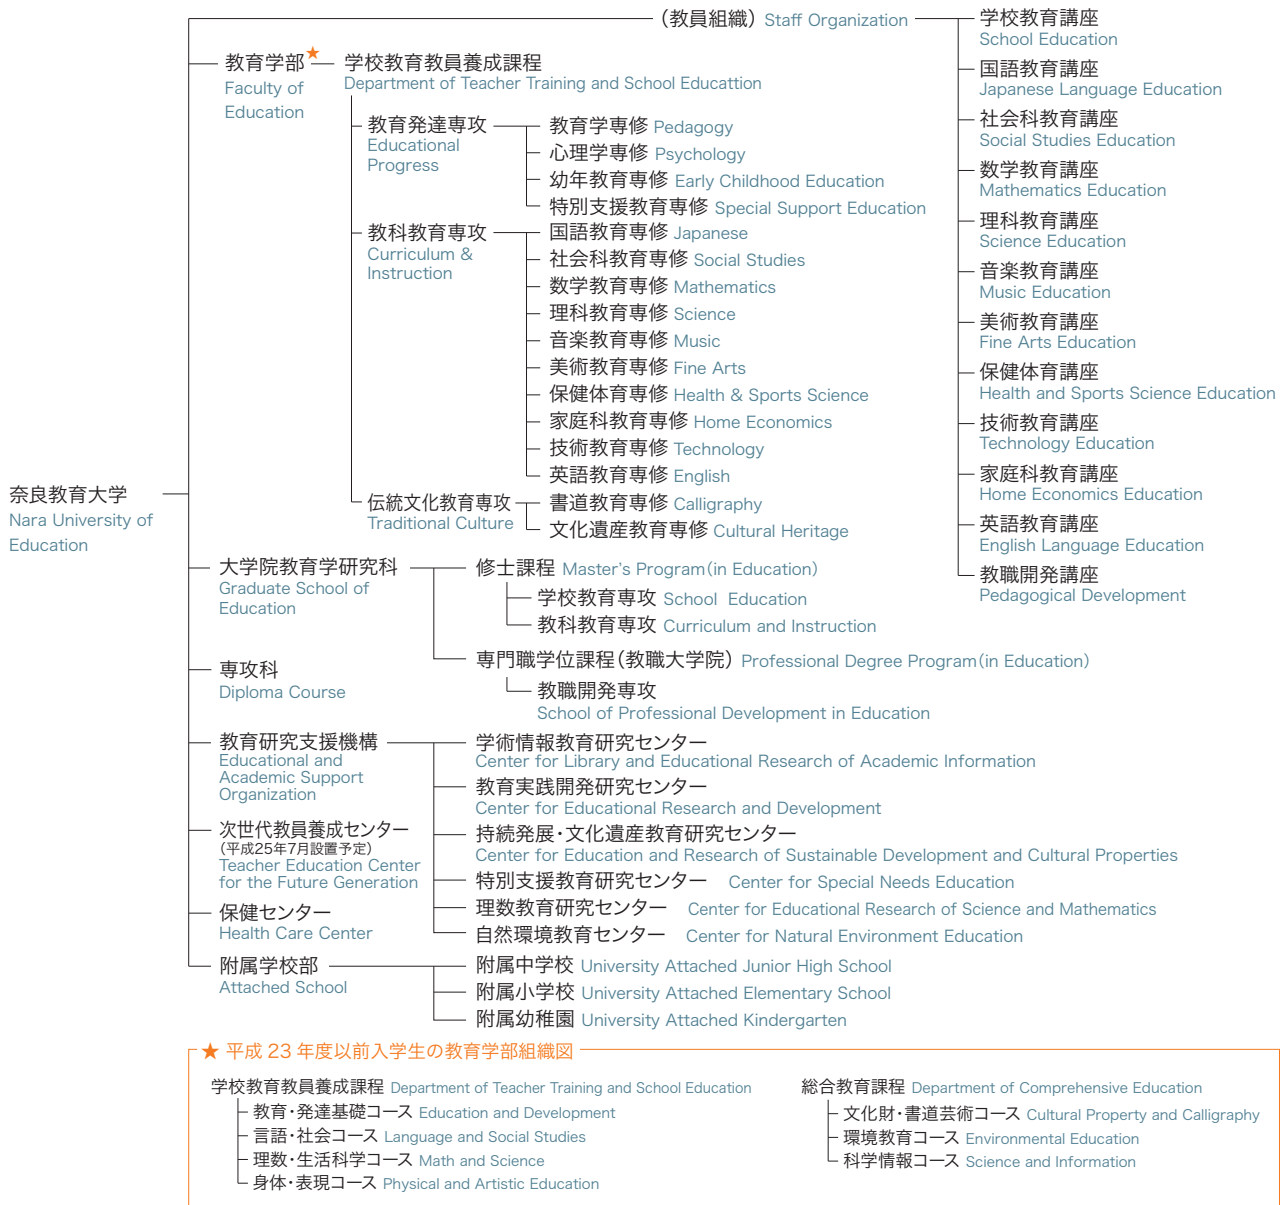 奈良教育大学
Nara University of
Education
(教員組織) Staff Organization
学校教育講座
School Education
国語教育講座
Japanese Language Education
社会科教育講座
Social Studies Education
数学教育講座
Mathematics Education
理科教育講座
Science Education
音楽教育講座
Music Education
美術教育講座
Fine Arts Education
保健体育講座
Health and Sports Science Education
技術教育講座
Technology Education
家庭科教育講座
Home Economics Education
英語教育講座
English Language Education
教職開発講座
Pedagogical Development
教育学部★
Faculty of
Education
学校教育教員養成課程
Department of Teacher Training and School Educattion
教育発達専攻
Educational
Progress
教育学専修 Pedagogy
心理学専修 Psychology
幼年教育専修 Early Childhood Education
特別支援教育専修 Special Support Education
教科教育専攻
Curriculum &
Instruction
国語教育専修 Japanese
社会科教育専修 Social Studies
数学教育専修 Mathematics
理科教育専修 Science
音楽教育専修 Music
美術教育専修 Fine Arts
保健体育専修 Health & Sports Science
家庭科教育専修 Home Economics
技術教育専修 Technology
英語教育専修 English
伝統文化教育専攻
Traditional Culture
書道教育専修 Calligraphy
文化遺産教育専修 Cultural Heritage
大学院教育学研究科
Graduate School of
Education
修士課程 Master's Program(in Education)
学校教育専攻 School Education
教科教育専攻 Curriculum and Instruction
専門職学位課程(教職大学院) Professional Degree Program(in Education)
教職開発専攻
School of Professional Development in Education
専攻科
Diploma Course
教育研究支援機構
Educational and
Academic Support
Organization
学術情報教育研究センター
Center for Library and Educational Research of Academic Information
教育実践開発研究センター
Center for Educational Research and Development
持続発展・文化遺産教育研究センター
Center for Education and Research of Sustainable Development and Cultural Properties
特別支援教育研究センター Center for Special Needs Education
理数教育研究センター Center for Educational Research of Science and Mathematics
自然環境教育センター Center for Natural Environment Education
次世代教員養成センター
(平成25年7月設置予定)
Teacher Education Center
for the Future Generation
保健センター
Health Care Center
附属学校部
Attached School
附属中学校 University Attached Junior High School
附属小学校 University Attached Elementary School
附属幼稚園 University Attached Kindergarten
★ 平成 23 年度以前入学生の教育学部組織図
学校教育教員養成課程 Department of Teacher Training and School Education
教育・発達基礎コース Education and Development
言語・社会コース Language and Social Studies
理数・生活科学コース Math and Science
身体・表現コース Physical and Artistic Education
総合教育課程 Department of Comprehensive Education
文化財・書道芸術コース Cultural Property and Calligraphy
環境教育コース Environmental Education
科学情報コース Science and Information